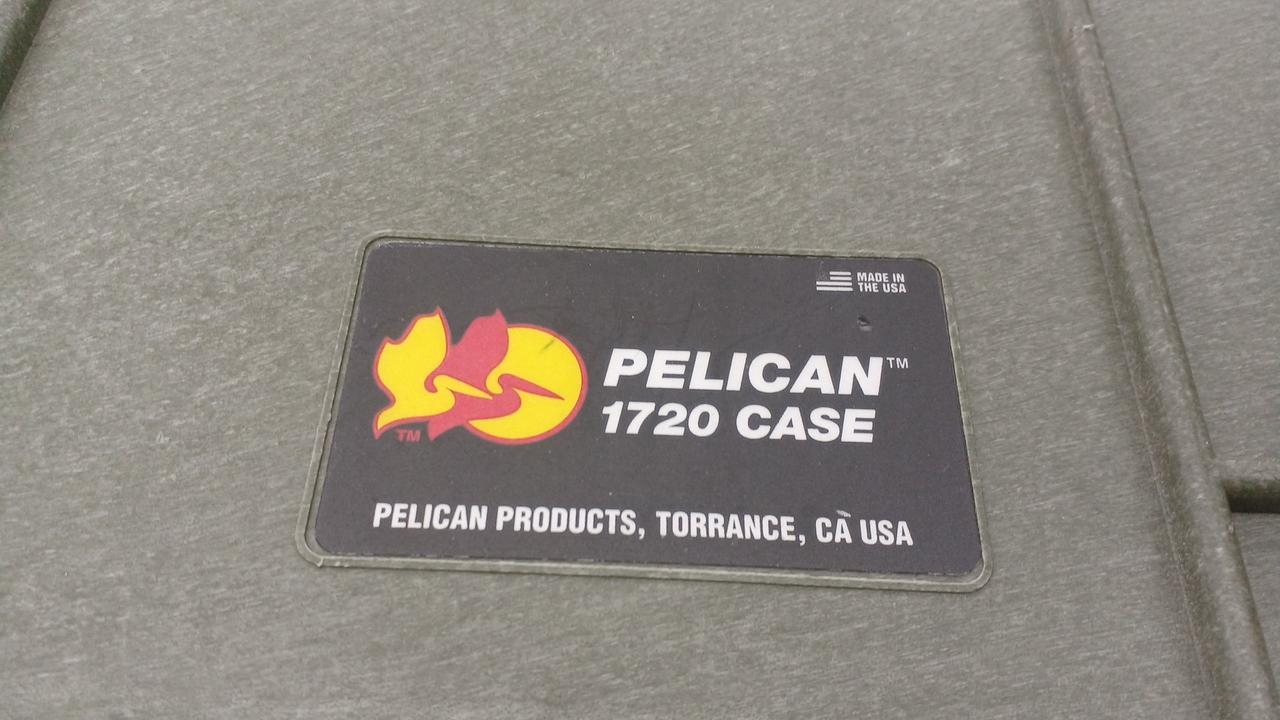 MADE IN
THE USA
PELICAN™
1720 CASE
TM
PELICAN PRODUCTS, TORRANCE, CA USA